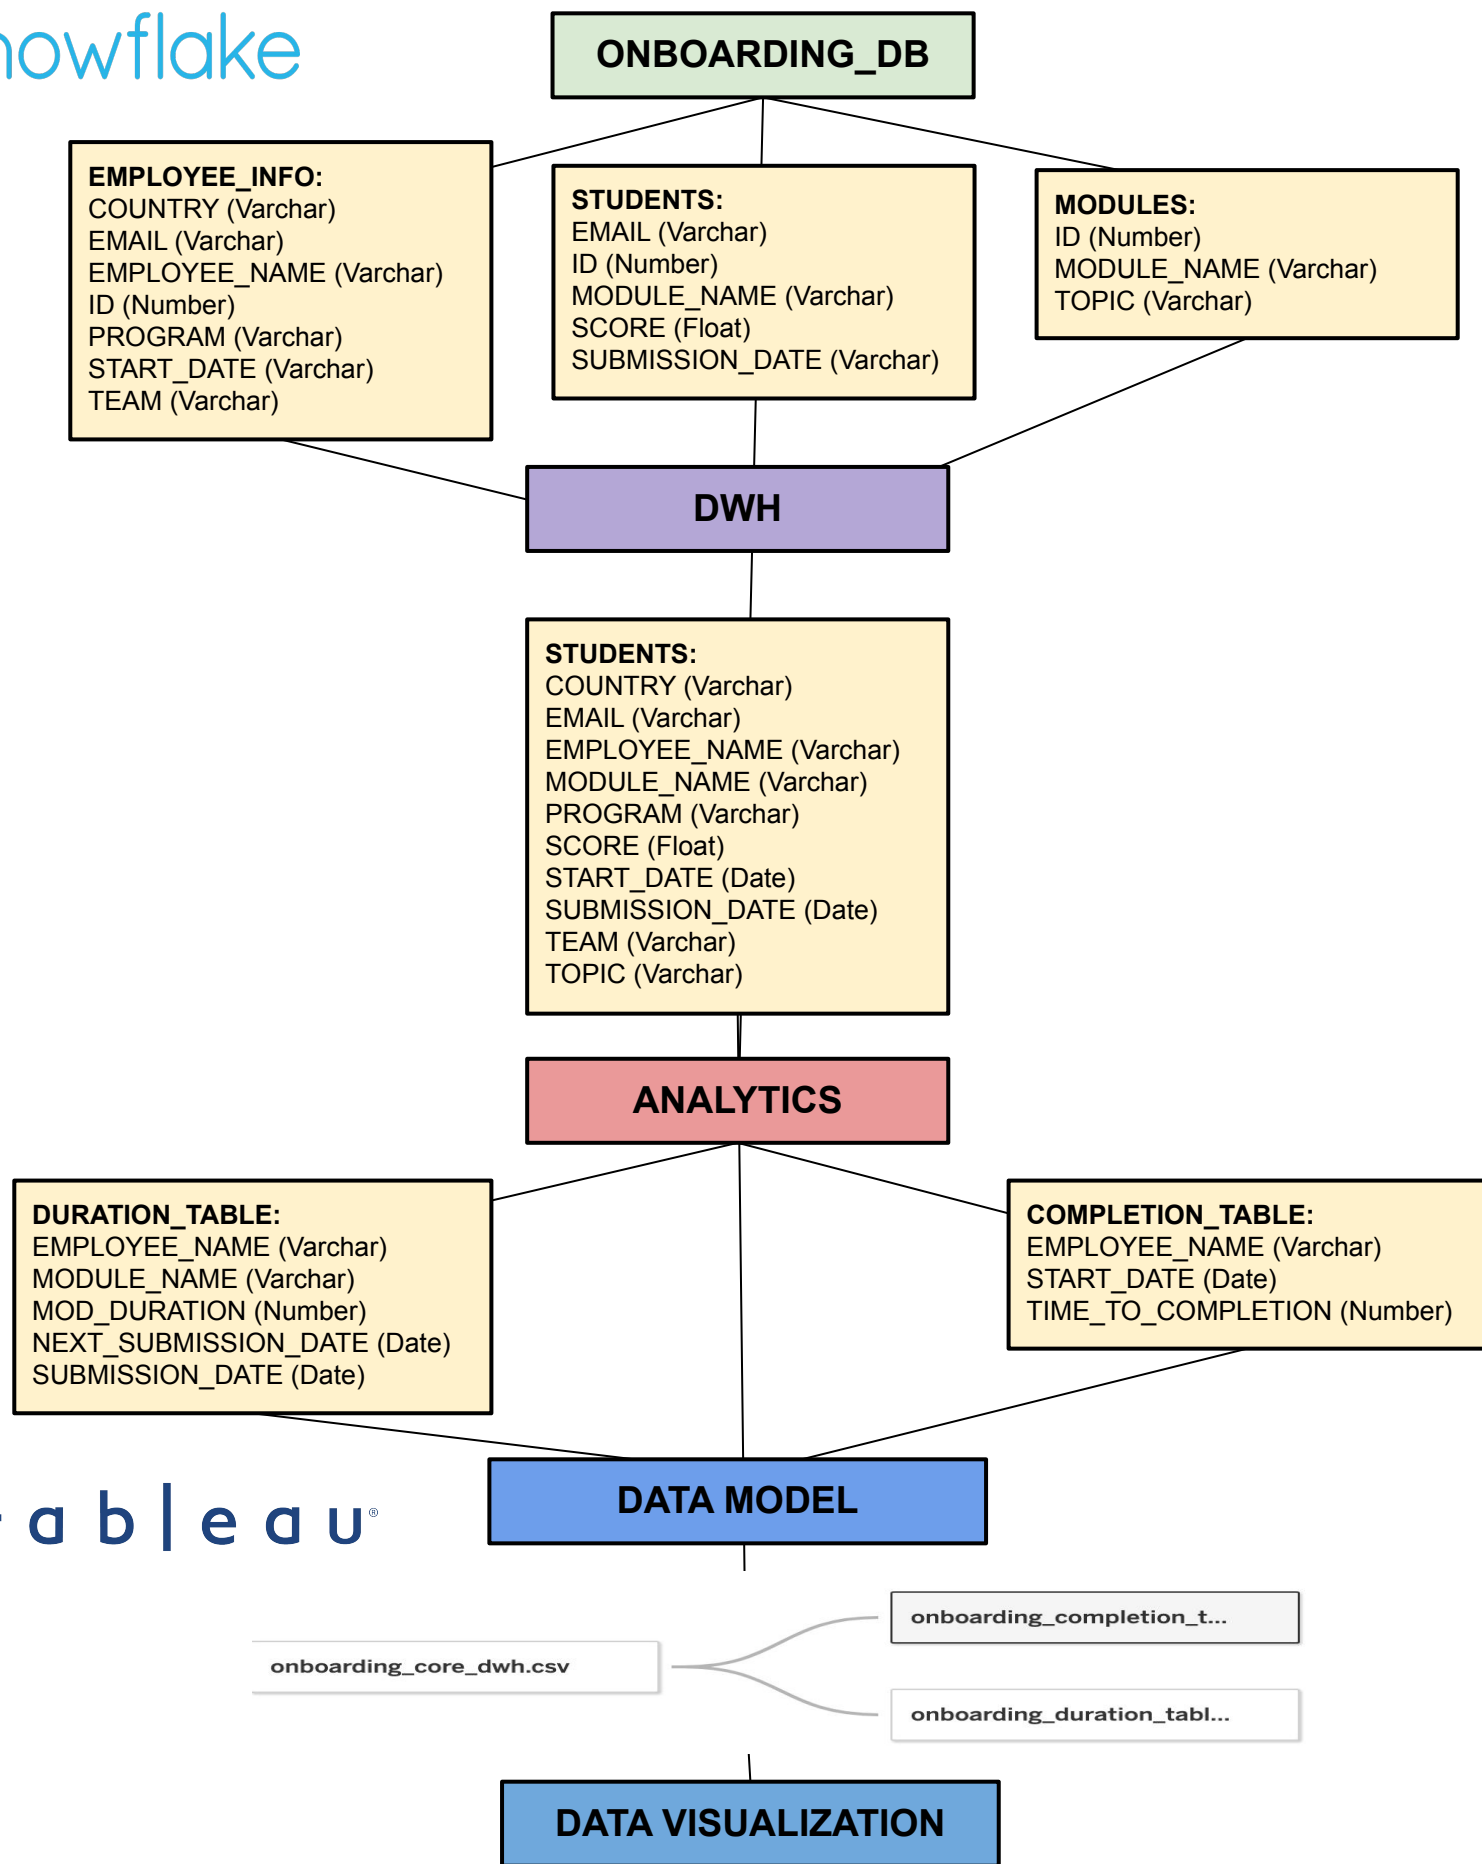 nowflake
ONBOARDING_DB
EMPLOYEE_INFO:
COUNTRY (Varchar)
EMAIL (Varchar)
EMPLOYEE_NAME (Varchar)
ID (Number)
PROGRAM (Varchar)
START_DATE (Varchar)
TEAM (Varchar)
STUDENTS:
EMAIL (Varchar)
ID (Number)
MODULE_NAME (Varchar)
SCORE (Float)
SUBMISSION_DATE (Varchar)
MODULES:
ID (Number)
MODULE_NAME (Varchar)
TOPIC (Varchar)
DWH
STUDENTS:
COUNTRY (Varchar)
EMAIL (Varchar)
EMPLOYEE_NAME (Varchar)
MODULE_NAME (Varchar)
PROGRAM (Varchar)
SCORE (Float)
START_DATE (Date)
SUBMISSION_DATE (Date)
TEAM (Varchar)
TOPIC (Varchar)
ANALYTICS
DURATION_TABLE:
EMPLOYEE_NAME (Varchar)
MODULE_NAME (Varchar)
MOD_DURATION (Number)
NEXT_SUBMISSION_DATE (Date)
SUBMISSION_DATE (Date)
COMPLETION_TABLE:
EMPLOYEE_NAME (Varchar)
START_DATE (Date)
TIME_TO_COMPLETION (Number)
DATA MODEL
ableau®
onboarding_completion_t...
onboarding_core_dwh.csv
onboarding_duration_tabl...
DATA VISUALIZATION